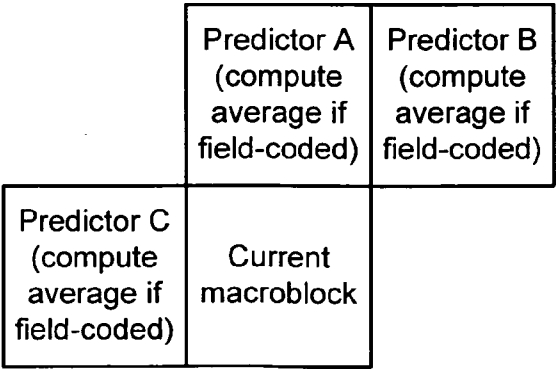 Predictor A
(compute
average if
field-coded)
Predictor B
(compute
average if
field-coded)
Predictor C
(compute
average if
field-coded)
Current
macroblock